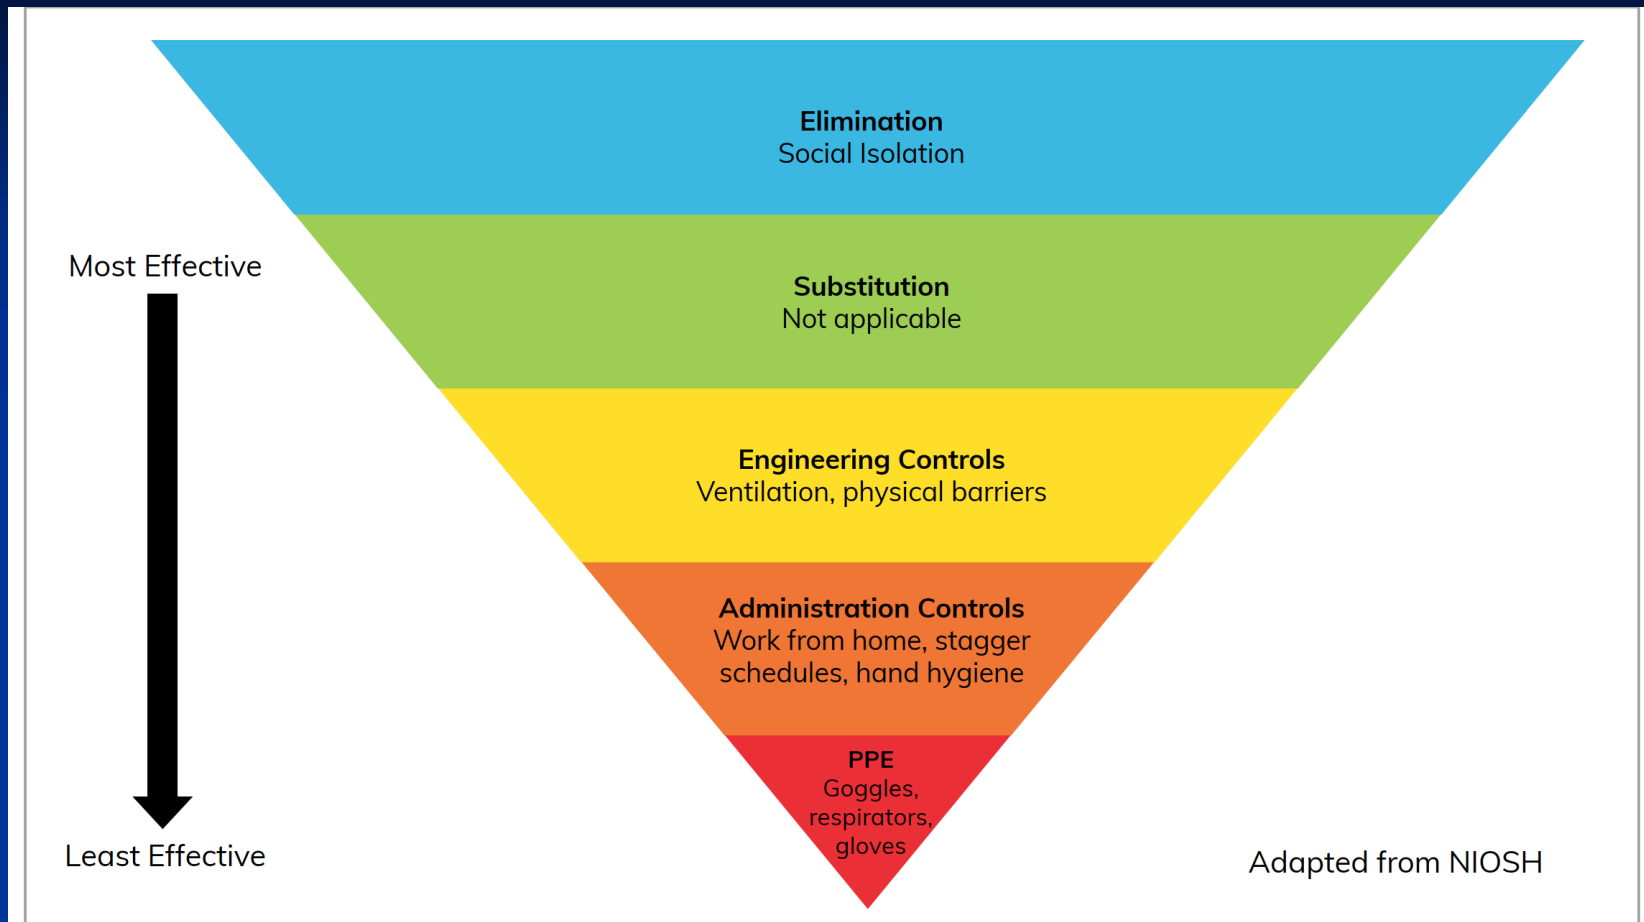 Elimination
Social Isolation
Most Effective
Substitution
Not applicable
Engineering Controls
Ventilation, physical barriers
Administration Controls
Work from home, stagger
schedules, hand hygiene
PPE
Goggles,
respirators,
gloves
Least Effective
Adapted from NIOSH